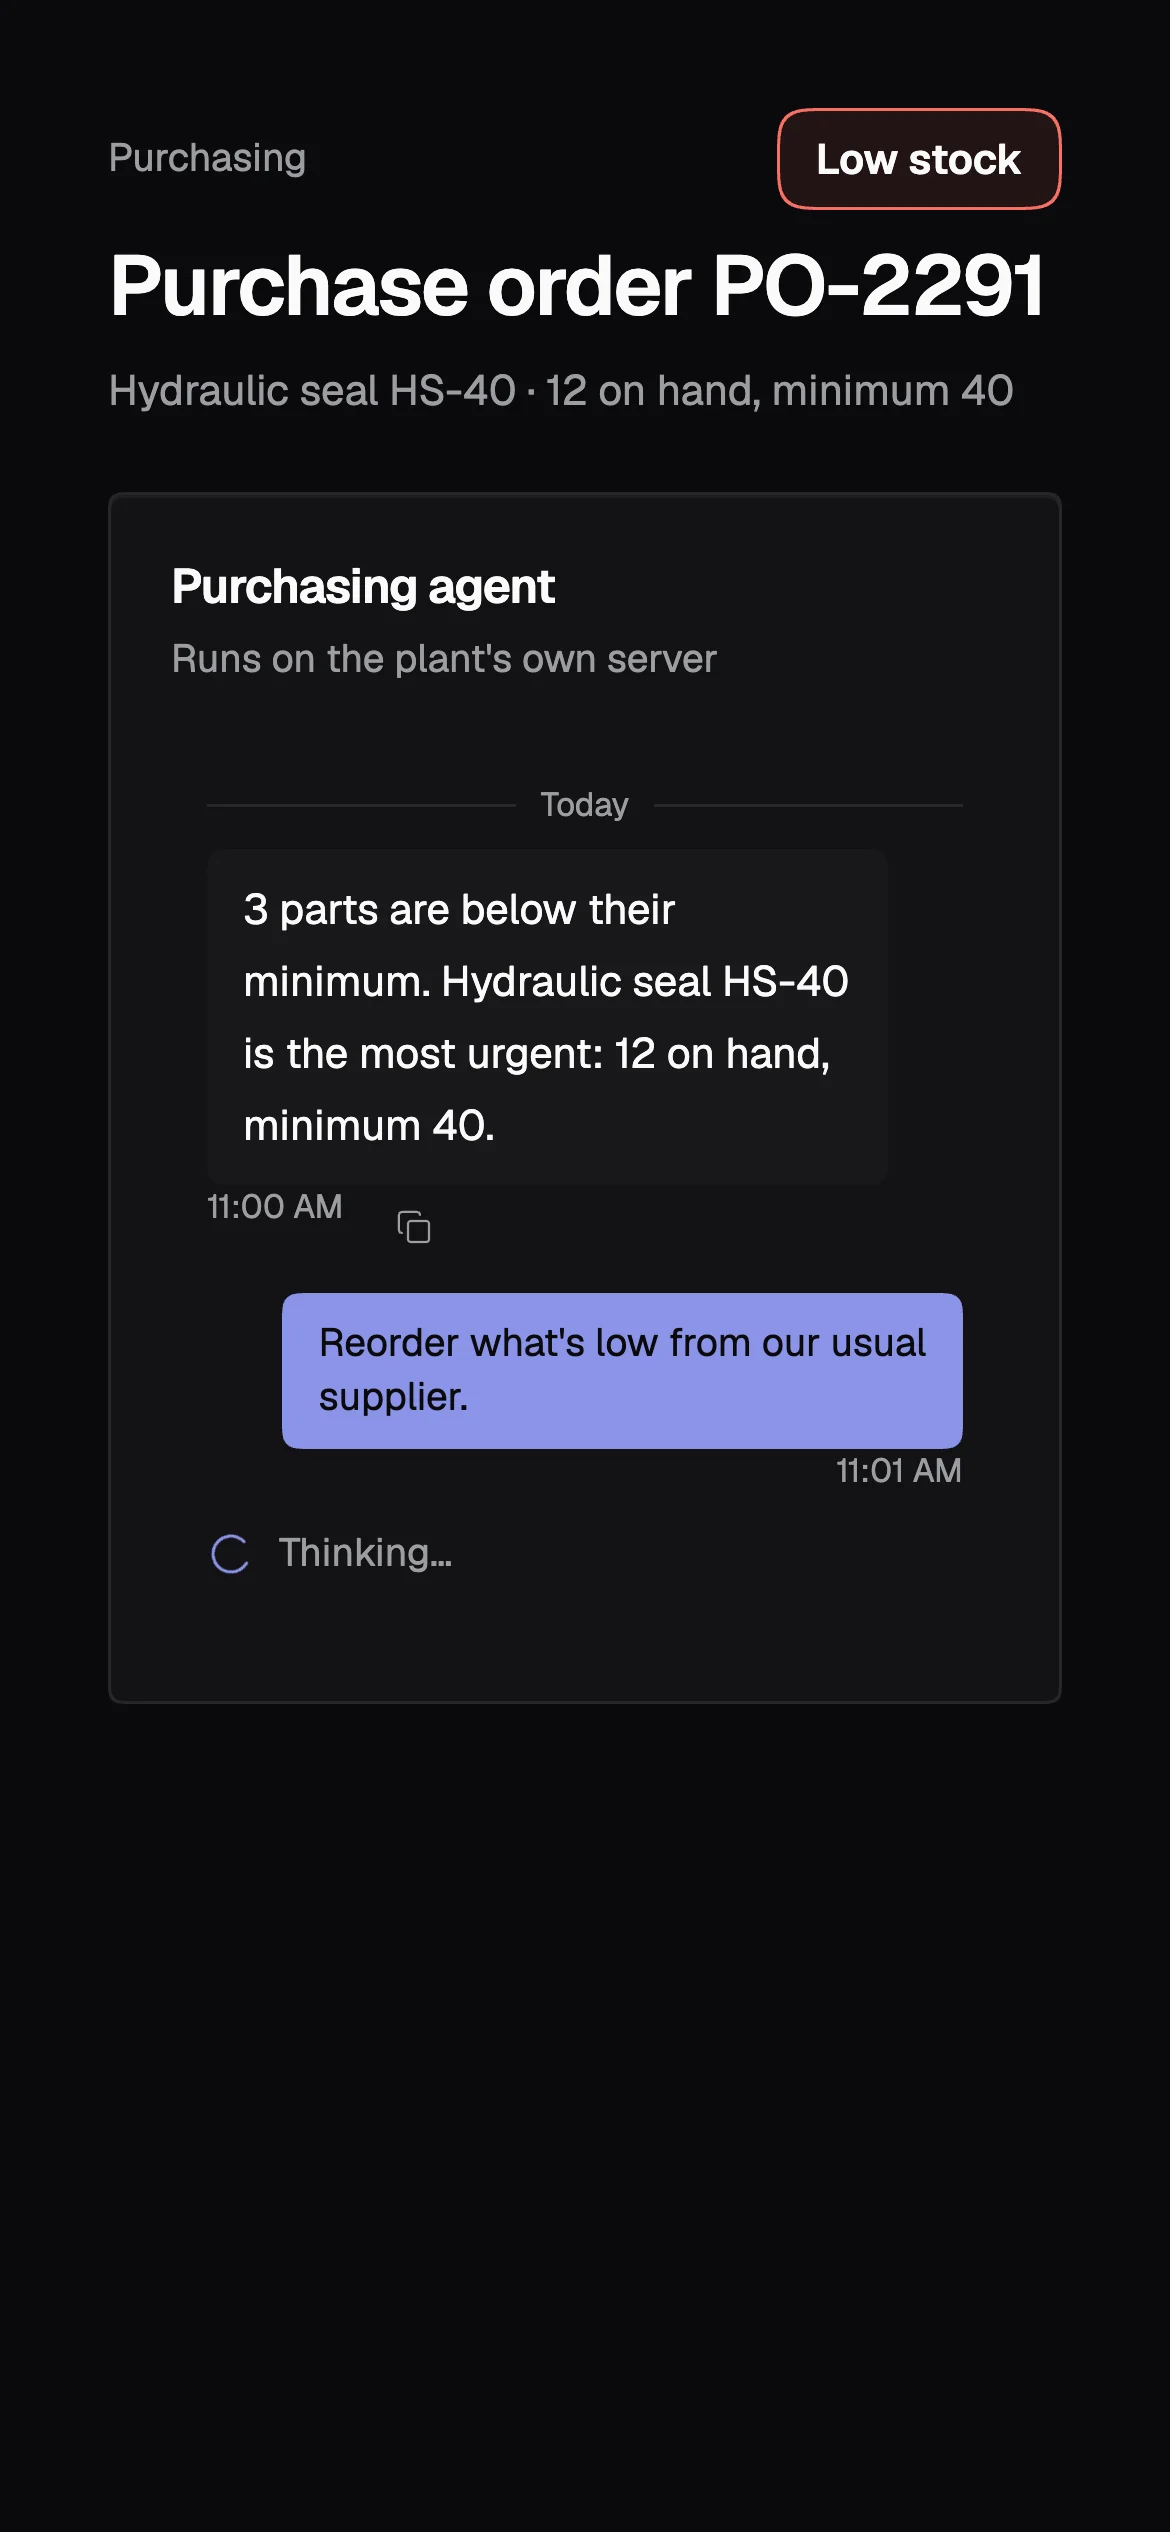 Purchasing
Low stock
Purchase order PO-2291
Hydraulic seal HS-40 · 12 on hand, minimum 40
Purchasing agent
Runs on the plant's own server
Today
3 parts are below their
minimum. Hydraulic seal HS-40
is the most urgent: 12 on hand,
minimum 40.
11:00 AM
Reorder what's low from our usual
supplier.
11:01 AM
Thinking...